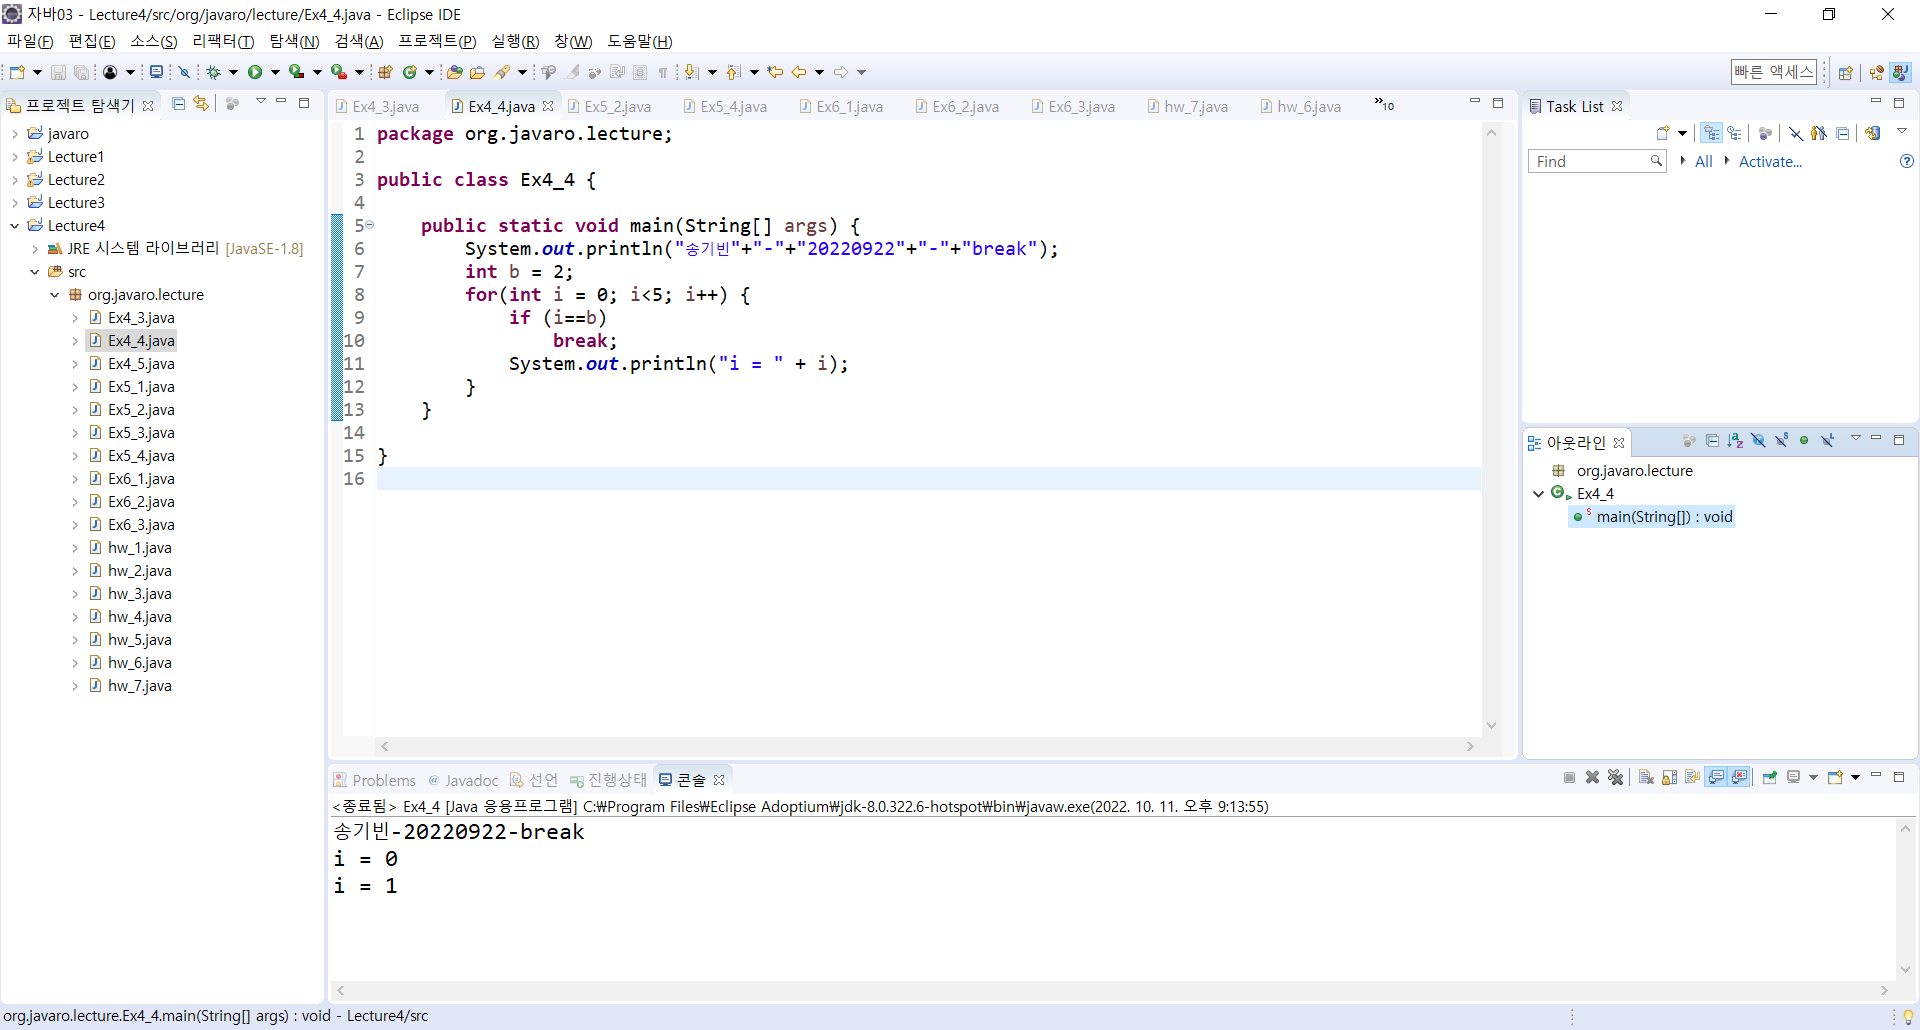 자바03 - Lecture4/src/org/javaro/lecture/Ex4_4.java - Eclipse IDE
파일(F) 편집(E) 소스(S) 리팩터(T) 탐색(N) 검색(A) 프로젝트(P) 실행(R) 창(W) 도움말(H)
빠른 액세스
프로젝트 탐색기
javaro
Lecture1
Lecture2
Lecture3
Lecture4
JRE 시스템 라이브러리 [JavaSE-1.8]
src
org.javaro.lecture
Ex4_3.java
Ex4_4.java
Ex4_5.java
Ex5_1.java
Ex5_2.java
Ex5_3.java
Ex5_4.java
Ex6_1.java
Ex6_2.java
Ex6_3.java
hw_1.java
hw_2.java
hw_3.java
hw_4.java
hw_5.java
hw_6.java
hw_7.java
Ex4_3.java Ex4_4.java Ex5_2.java Ex5_4.java Ex6_1.java Ex6_2.java Ex6_3.java hw_7.java hw_6.java »10
1 package org.javaro.lecture;
2
3 public class Ex4_4 {
4
5 public static void main(String[] args) {
6 System.out.println("송기빈"+"-"+"20220922"+"-"+"break");
7 int b = 2;
8 for(int i = 0; i<5; i++) {
9 if (i==b)
10 break;
11 System.out.println("i = " + i);
12 }
13 }
14
15 }
16
Task List
Find All Activate...
아웃라인
org.javaro.lecture
Ex4_4
main(String[]) : void
Problems Javadoc 선언 진행상태 콘솔
<종료됨> Ex4_4 [Java 응용프로그램] C:₩Program Files₩Eclipse Adoptium₩jdk-8.0.322.6-hotspot₩bin₩javaw.exe(2022. 10. 11. 오후 9:13:55)
송기빈-20220922-break
i = 0
i = 1
org.javaro.lecture.Ex4_4.main(String[] args) : void - Lecture4/src